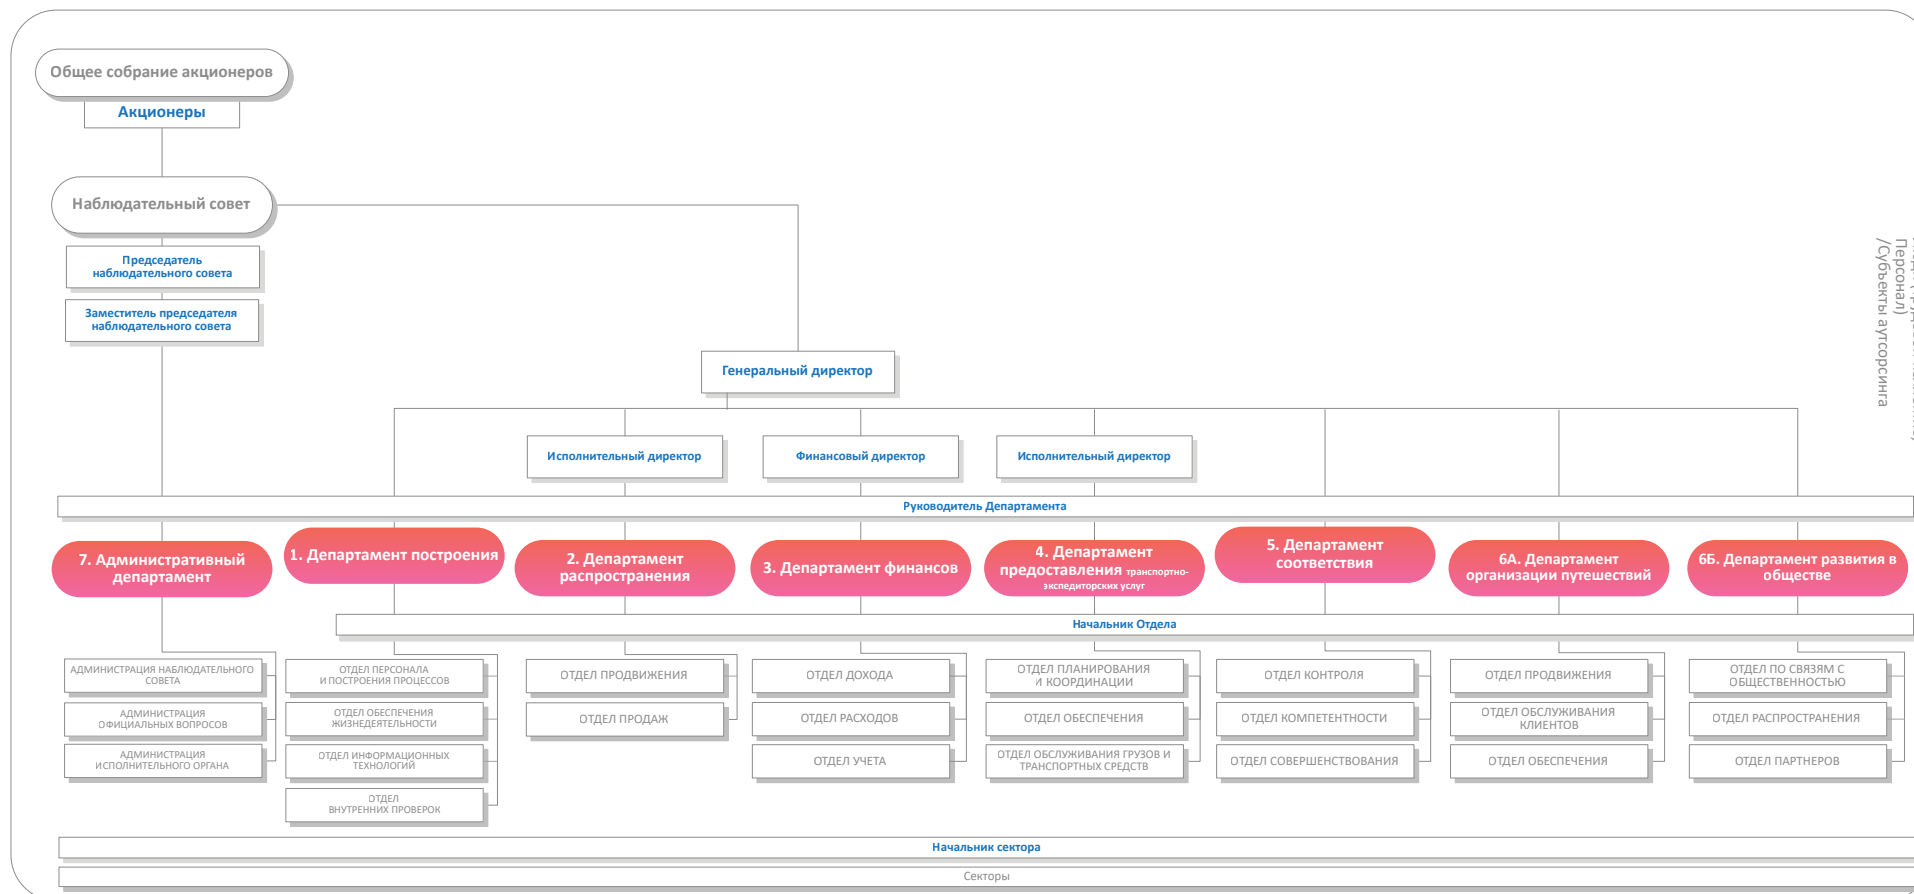 Общее собрание акционеров
Акционеры
Наблюдательный совет
Председатель
наблюдательного совета
Заместитель председателя
наблюдательного совета
Персонал)
/Субъекты аутсорсинга
Генеральный директор
Исполнительный директор
Финансовый директор
Исполнительный директор
Руководитель Департамента
7. Административный
департамент
1. Департамент построения
2. Департамент
распространения
3. Департамент финансов
4. Департамент
предоставления транспортно-
экспедиторских услуг
5. Департамент
соответствия
6А. Департамент
организации путешествий
6Б. Департамент развития в
обществе
Начальник Отдела
АДМИНИСТРАЦИЯ НАБЛЮДАТЕЛЬНОГО
СОВЕТА
АДМИНИСТРАЦИЯ
ОФИЦИАЛЬНЫХ ВОПРОСОВ
АДМИНИСТРАЦИЯ
ИСПОЛНИТЕЛЬНОГО ОРГАНА
ОТДЕЛ ПЕРСОНАЛА
И ПОСТРОЕНИЯ ПРОЦЕССОВ
ОТДЕЛ ОБЕСПЕЧЕНИЯ
ЖИЗНЕДЕЯТЕЛЬНОСТИ
ОТДЕЛ ИНФОРМАЦИОННЫХ
ТЕХНОЛОГИЙ
ОТДЕЛ
ВНУТРЕННИХ ПРОВЕРОК
ОТДЕЛ ПРОДВИЖЕНИЯ
ОТДЕЛ ПРОДАЖ
ОТДЕЛ ДОХОДА
ОТДЕЛ РАСХОДОВ
ОТДЕЛ УЧЕТА
ОТДЕЛ ПЛАНИРОВАНИЯ
И КООРДИНАЦИИ
ОТДЕЛ ОБЕСПЕЧЕНИЯ
ОТДЕЛ ОБСЛУЖИВАНИЯ ГРУЗОВ И
ТРАНСПОРТНЫХ СРЕДСТВ
ОТДЕЛ КОНТРОЛЯ
ОТДЕЛ КОМПЕТЕНТНОСТИ
ОТДЕЛ СОВЕРШЕНСТВОВАНИЯ
ОТДЕЛ ПРОДВИЖЕНИЯ
ОТДЕЛ ОБСЛУЖИВАНИЯ
КЛИЕНТОВ
ОТДЕЛ ОБЕСПЕЧЕНИЯ
ОТДЕЛ ПО СВЯЗЯМ С
ОБЩЕСТВЕННОСТЬЮ
ОТДЕЛ РАСПРОСТРАНЕНИЯ
ОТДЕЛ ПАРТНЕРОВ
Начальник сектора
Секторы